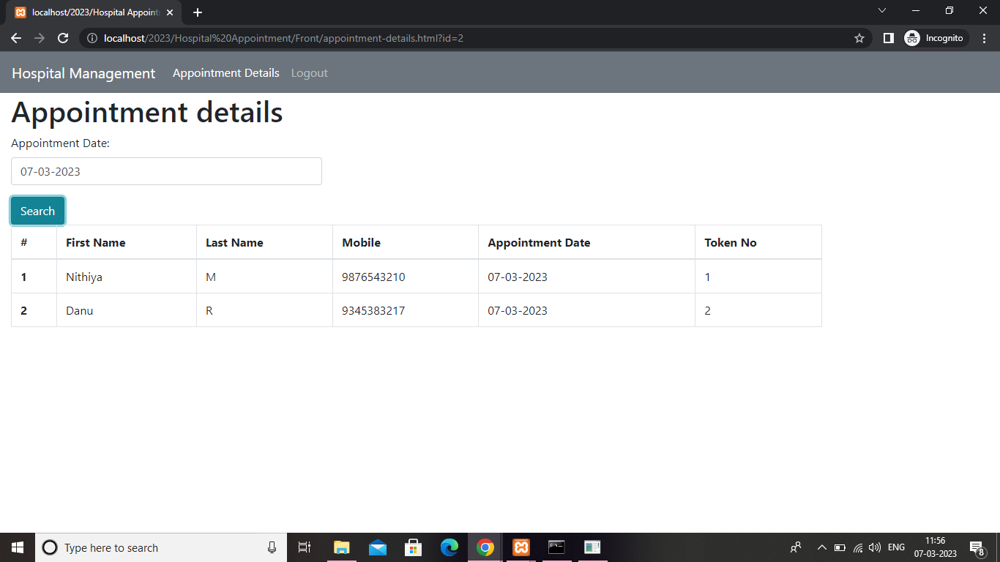 localhost/2023/Hospital Appoint
localhost/2023/Hospital%20Appointment/Front/appointment-details.html?id=2
Incognito
Hospital Management Appointment Details Logout
Appointment details
Appointment Date:
07-03-2023
Search
# First Name Last Name Mobile Appointment Date Token No
1 Nithiya M 9876543210 07-03-2023 1
2 Danu R 9345383217 07-03-2023 2
Type here to search
ENG
11:56
07-03-2023
8